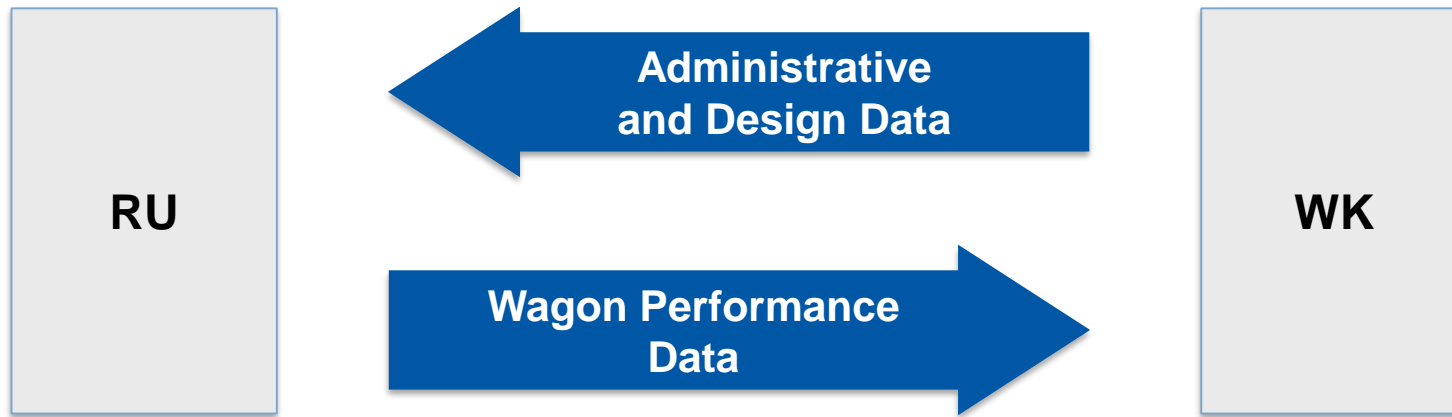 Administrative
and Design Data
RU
WK
Wagon Performance
Data